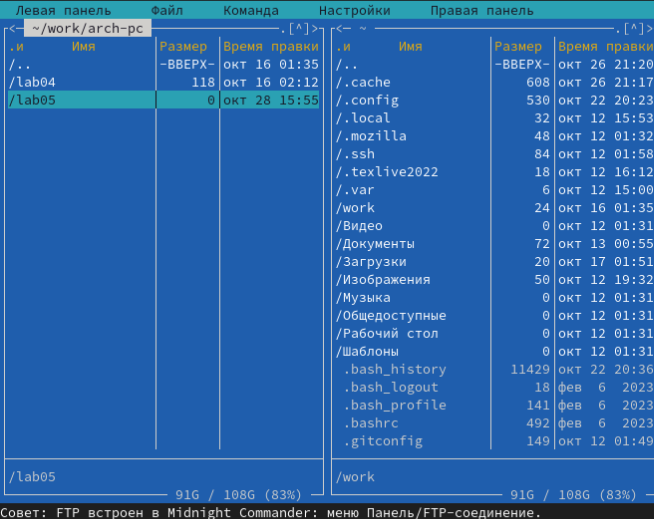 Левая панель Файл Команда Настройки Правая панель
<─ ~/work/arch-pc ─.[^]>
.и Имя Размер Время правки
/.. -ВВЕРХ- окт 16 01:35
/lab04 118 окт 16 02:12
/lab05 0 окт 28 15:55
/lab05
91G / 108G (83%)
<─ ~ ─.[^]>
.и Имя Размер Время правки
/.. -ВВЕРХ- окт 26 21:20
/.cache 608 окт 26 21:17
/.config 530 окт 22 20:23
/.local 32 окт 12 15:53
/.mozilla 48 окт 12 01:32
/.ssh 84 окт 12 01:58
/.texlive2022 18 окт 12 16:12
/.var 6 окт 12 15:00
/work 24 окт 16 01:35
/Видео 0 окт 12 01:31
/Документы 72 окт 13 00:55
/Загрузки 20 окт 17 01:51
/Изображения 50 окт 12 19:32
/Музыка 0 окт 12 01:31
/Общедоступные 0 окт 12 01:31
/Рабочий стол 0 окт 12 01:31
/Шаблоны 0 окт 12 01:31
.bash_history 11429 окт 22 20:36
.bash_logout 18 фев 6 2023
.bash_profile 141 фев 6 2023
.bashrc 492 фев 6 2023
.gitconfig 149 окт 12 01:49
/work
91G / 108G (83%)
Совет: FTP встроен в Midnight Commander: меню Панель/FTP-соединение.